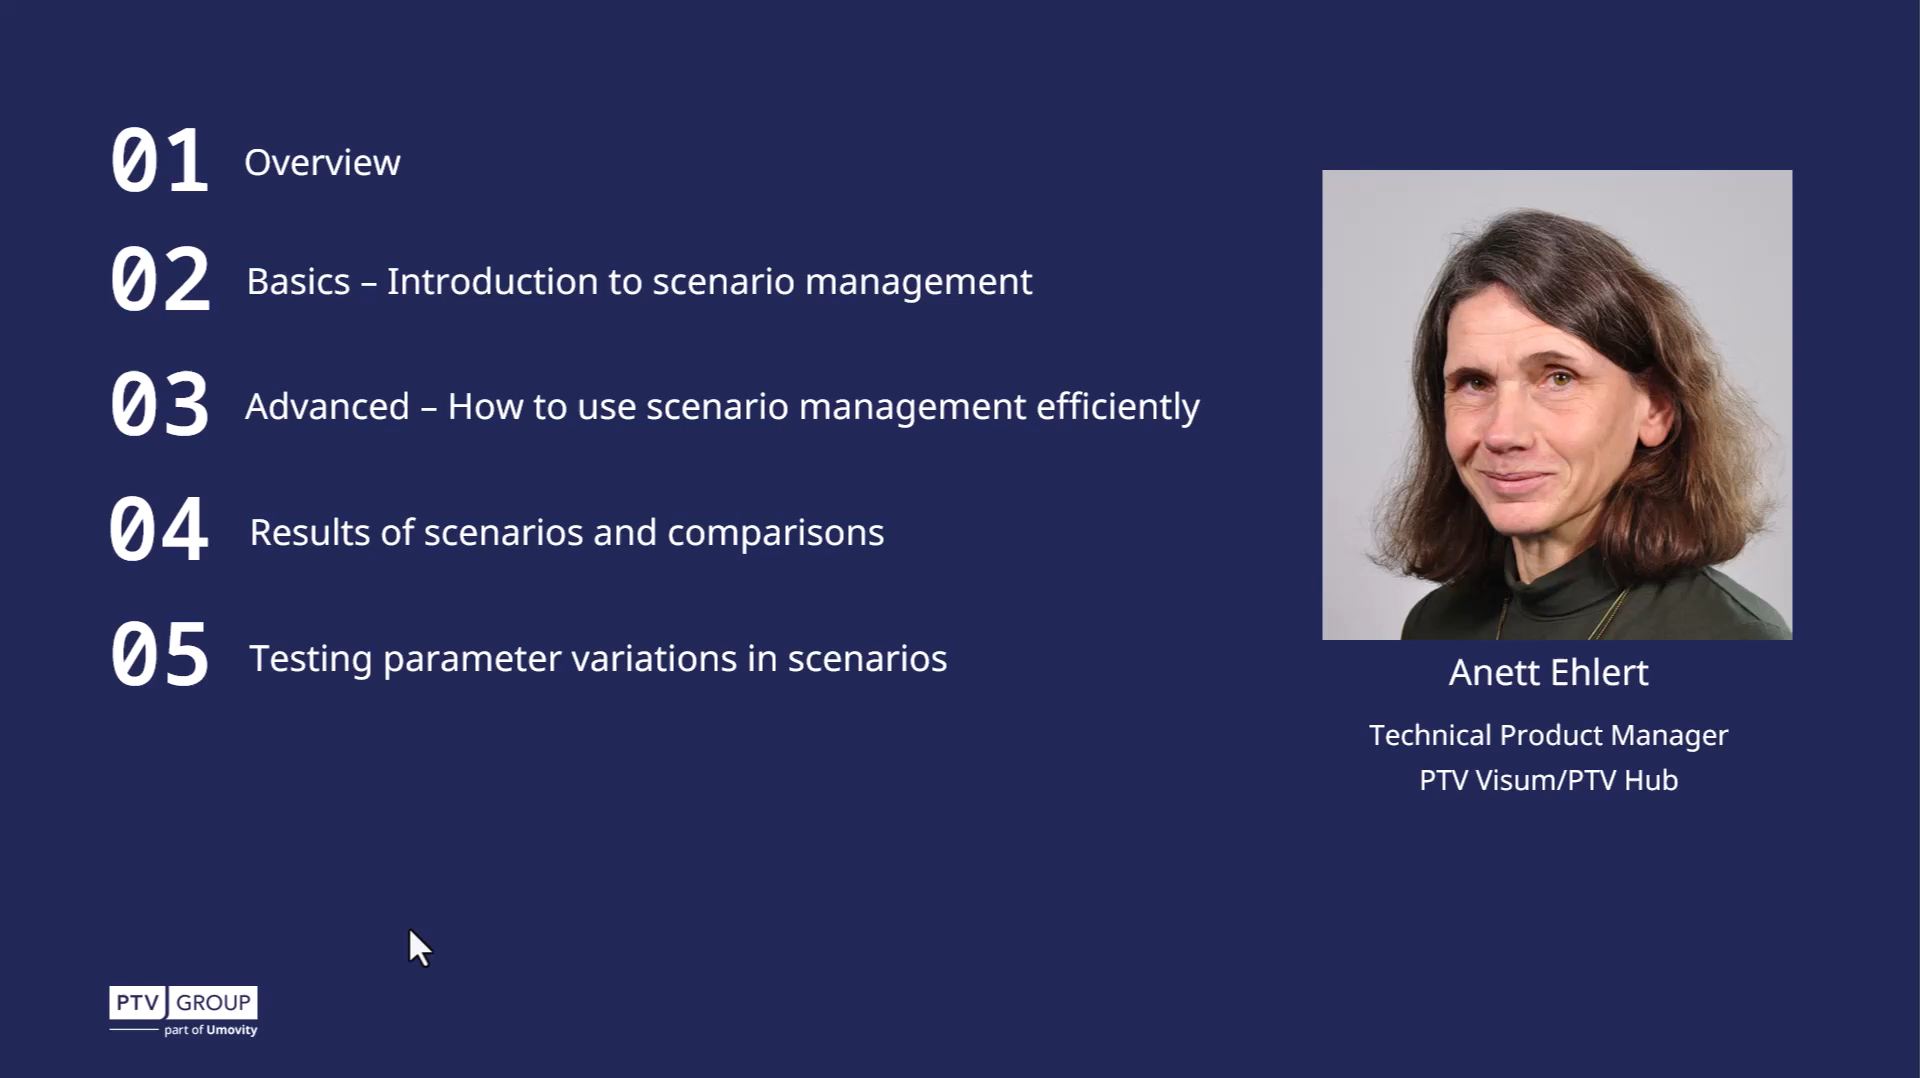 01 Overview
02 Basics – Introduction to scenario management
03 Advanced – How to use scenario management efficiently
04 Results of scenarios and comparisons
05 Testing parameter variations in scenarios
Anett Ehlert
Technical Product Manager
PTV Visum/PTV Hub
PTV GROUP
part of Umovity